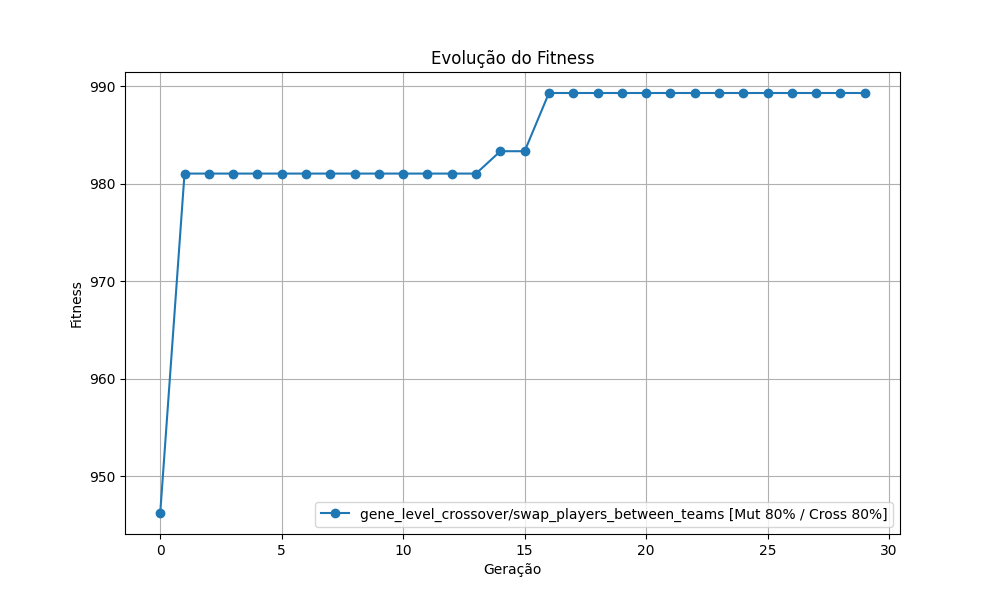 Evolução do Fitness
Fitness
990
980
970
960
950
gene_level_crossover/swap_players_between_teams [Mut 80% / Cross 80%]
0 5 10 15 20 25 30
Geração